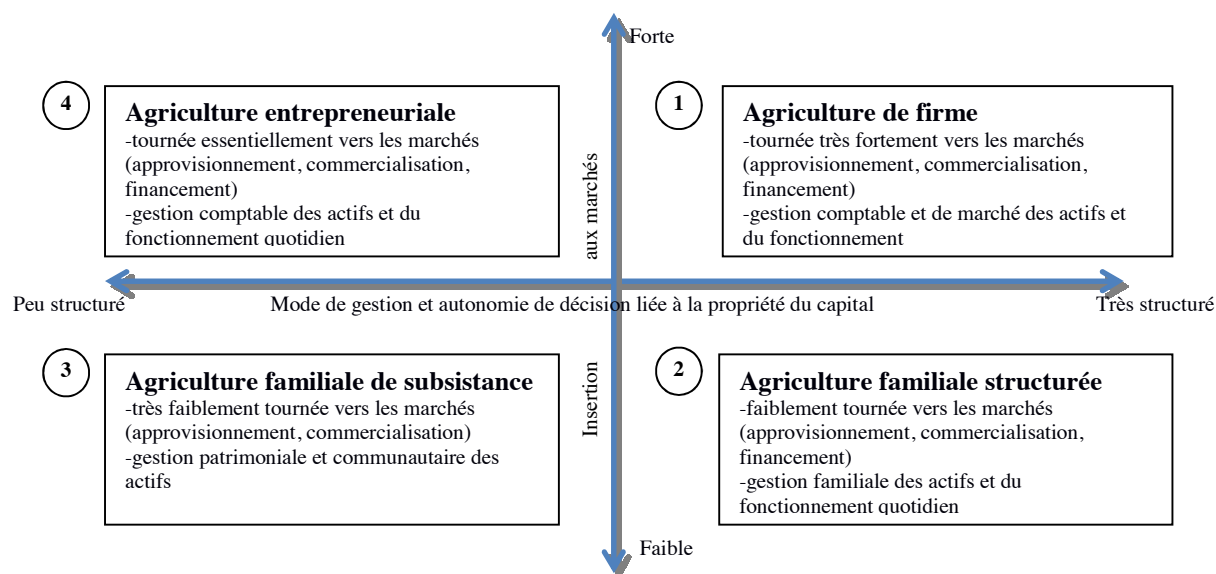 Forte
4
Agriculture entrepreneuriale
-tournée essentiellement vers les marchés
(approvisionnement, commercialisation,
financement)
-gestion comptable des actifs et du
fonctionnement quotidien
1
Agriculture de firme
-tournée très fortement vers les marchés
(approvisionnement, commercialisation,
financement)
-gestion comptable et de marché des actifs et
du fonctionnement
aux marchés
Peu structuré
Mode de gestion et autonomie de décision liée à la propriété du capital
Très structuré
3
Agriculture familiale de subsistance
-très faiblement tournée vers les marchés
(approvisionnement, commercialisation)
-gestion patrimoniale et communautaire des
actifs
Insertion
2
Agriculture familiale structurée
-faiblement tournée vers les marchés
(approvisionnement, commercialisation,
financement)
-gestion familiale des actifs et du
fonctionnement quotidien
Faible